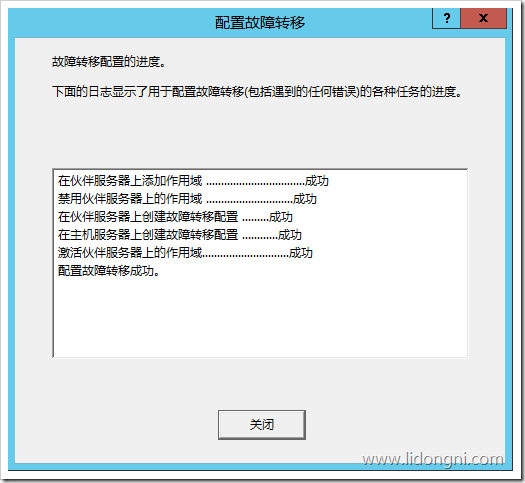 配置故障转移
? x
故障转移配置的进度。
下面的日志显示了用于配置故障转移(包括遇到的任何错误)的各种任务的进度。
在伙伴服务器上添加作用域 .................................成功
禁用伙伴服务器上的作用域 .............................成功
在伙伴服务器上创建故障转移配置 .........成功
在主机服务器上创建故障转移配置 ............成功
激活伙伴服务器上的作用域.............................成功
配置故障转移成功。
关闭
www.lidongni.com